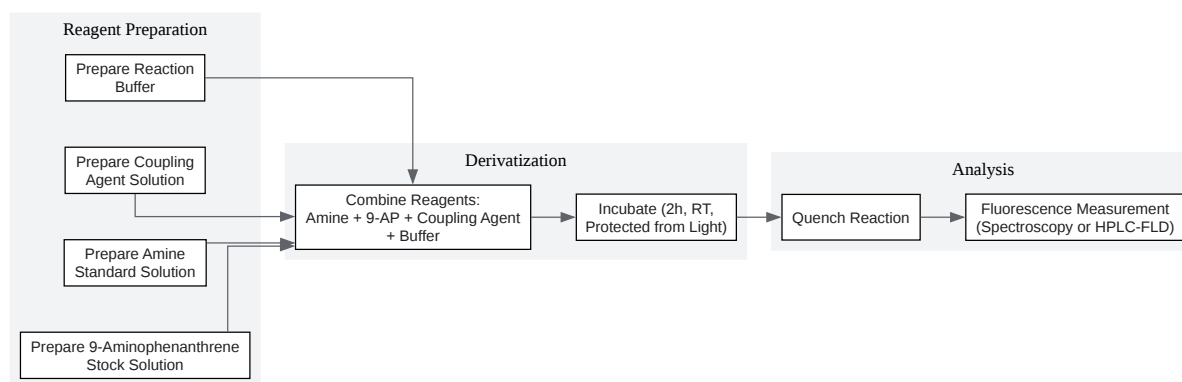 Reagent Preparation
Prepare Reaction
Buffer
Prepare Coupling
Agent Solution
Prepare Amine
Standard Solution
Prepare 9-Aminophenanthrene
Stock Solution
Derivatization
Combine Reagents:
Amine + 9-AP + Coupling Agent
+ Buffer
Incubate (2h, RT,
Protected from Light)
Analysis
Quench Reaction
Fluorescence Measurement
(Spectroscopy or HPLC-FLD)